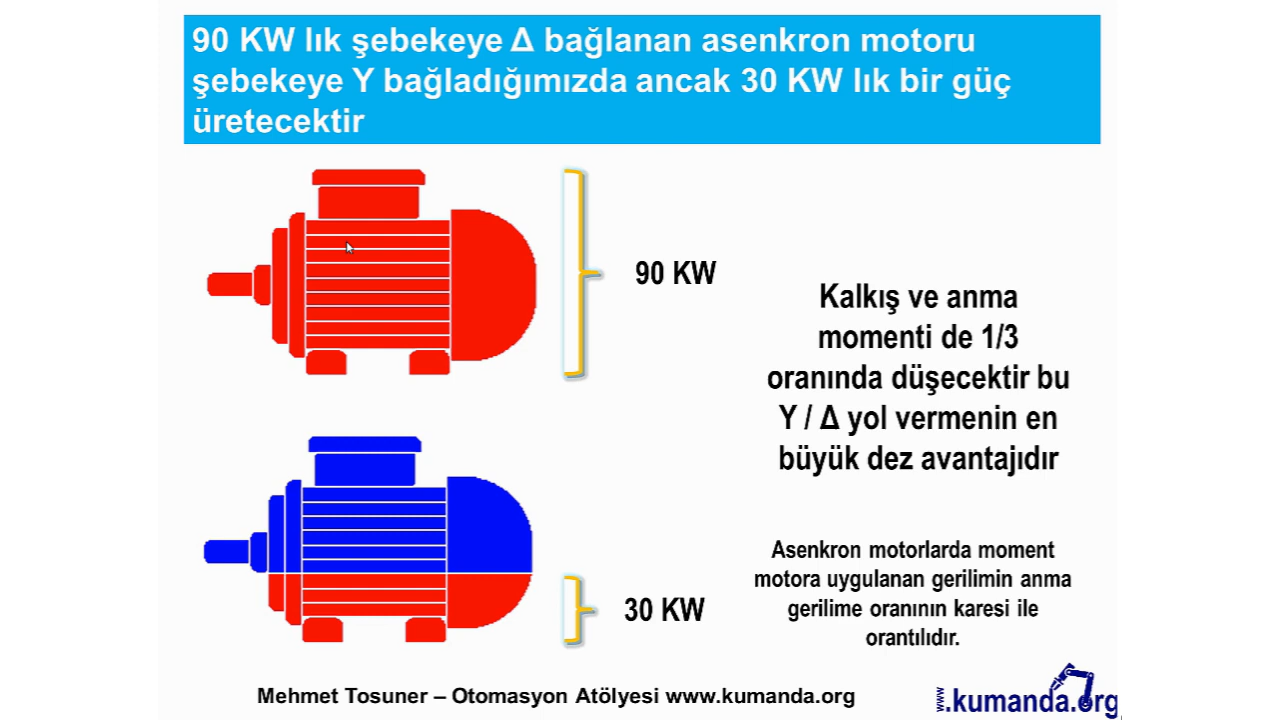 90 KW lık şebekeye Δ bağlanan asenkron motoru
şebekeye Y bağladığımızda ancak 30 KW lık bir güç
üretecektir
90 KW
Kalkış ve anma
momenti de 1/3
oranında düşecektir bu
Y / Δ yol vermenin en
büyük dez avantajıdır
Asenkron motorlarda moment
motora uygulanan gerilimin anma
gerilime oranının karesi ile
orantılıdır.
30 KW
Mehmet Tosuner – Otomasyon Atölyesi www.kumanda.org
www.kumanda.org